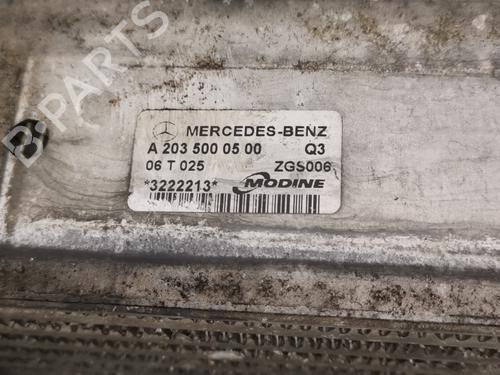 B-PARTS
MERCEDES-BENZ
A 203 500 05 00 Q3
06 T 025 ZGS006
*3222213* MODINE